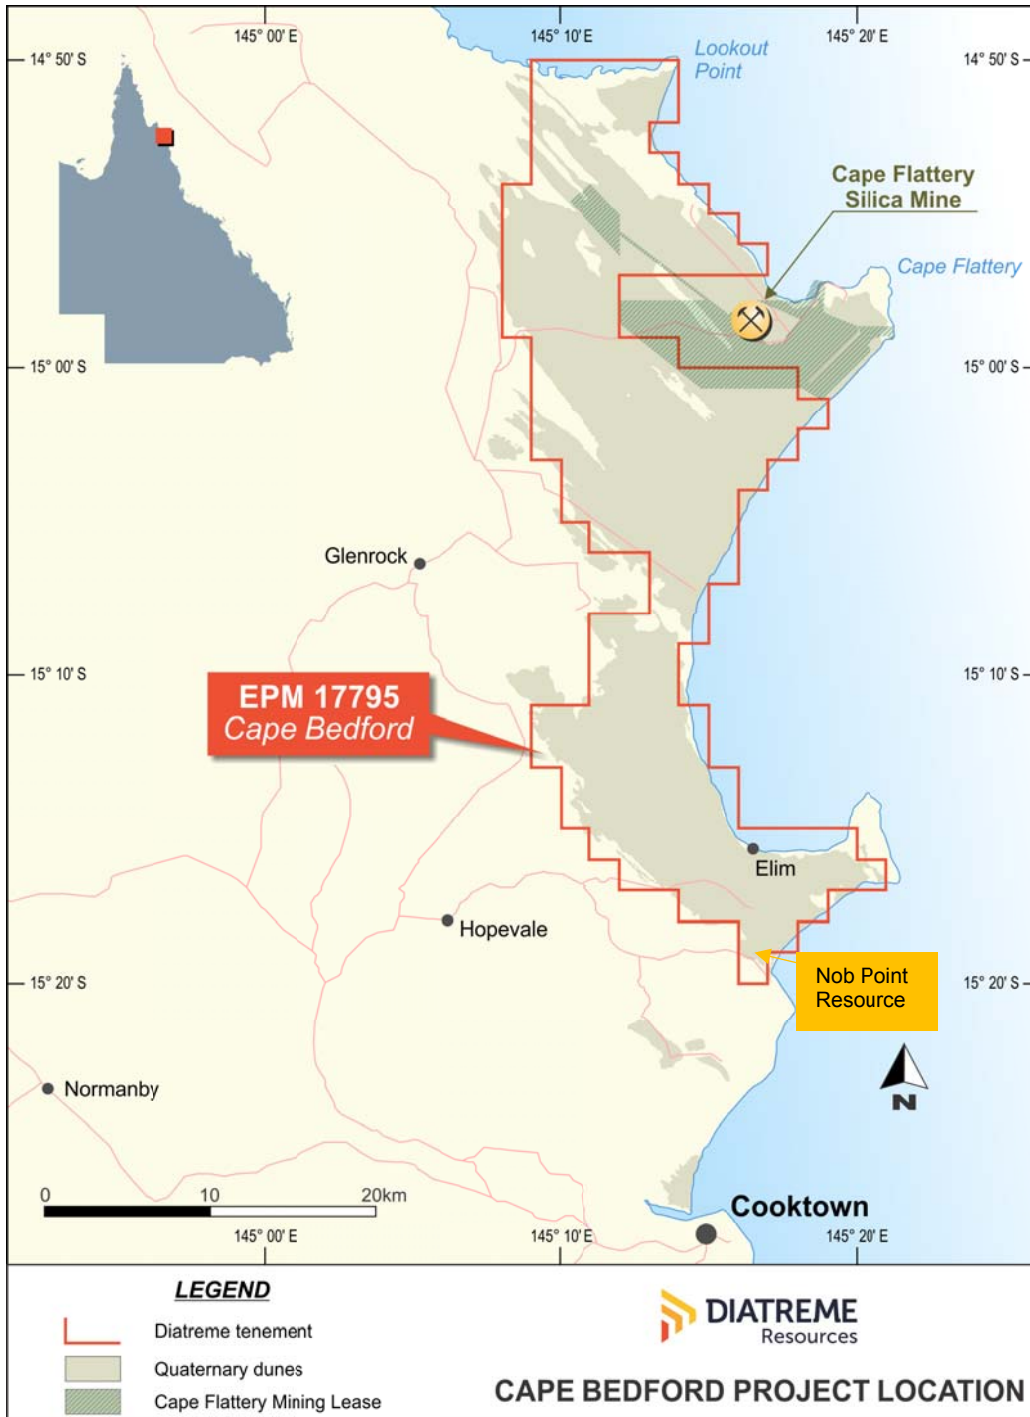 145° 00' E
145° 10' E
145° 20' E
14° 50' S
14° 50' S
Lookout
Point
Cape Flattery
Silica Mine
Cape Flattery
15° 00' S
15° 00' S
Glenrock
15° 10' S
15° 10' S
EPM 17795
Cape Bedford
Elim
Hopevale
Nob Point
Resource
15° 20' S
15° 20' S
N
Normanby
0
10
20km
Cooktown
145° 00' E
145° 10' E
145° 20' E
LEGEND
Diatreme tenement
Quaternary dunes
Cape Flattery Mining Lease
DIATREME
Resources
CAPE BEDFORD PROJECT LOCATION